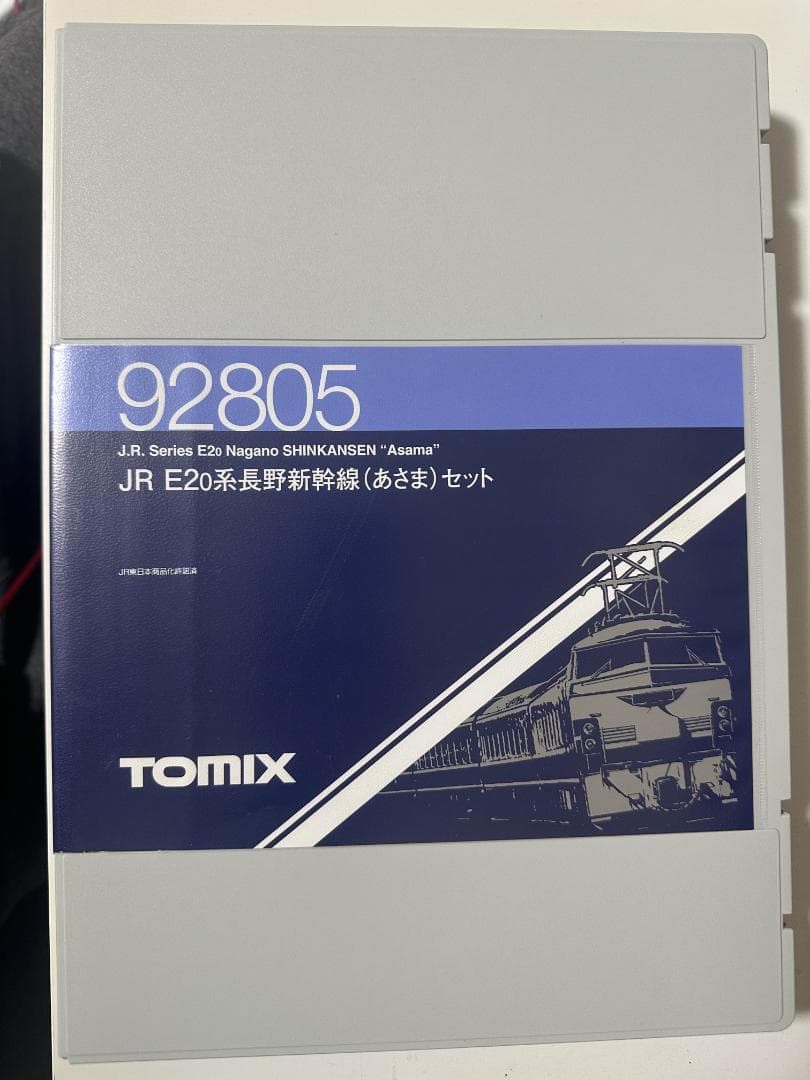 92805
J.R. Series E20 Nagano SHINKANSEN “Asama”
JR E20系長野新幹線(あさま)セット
JR東日本商品化許諾済
TOMIX